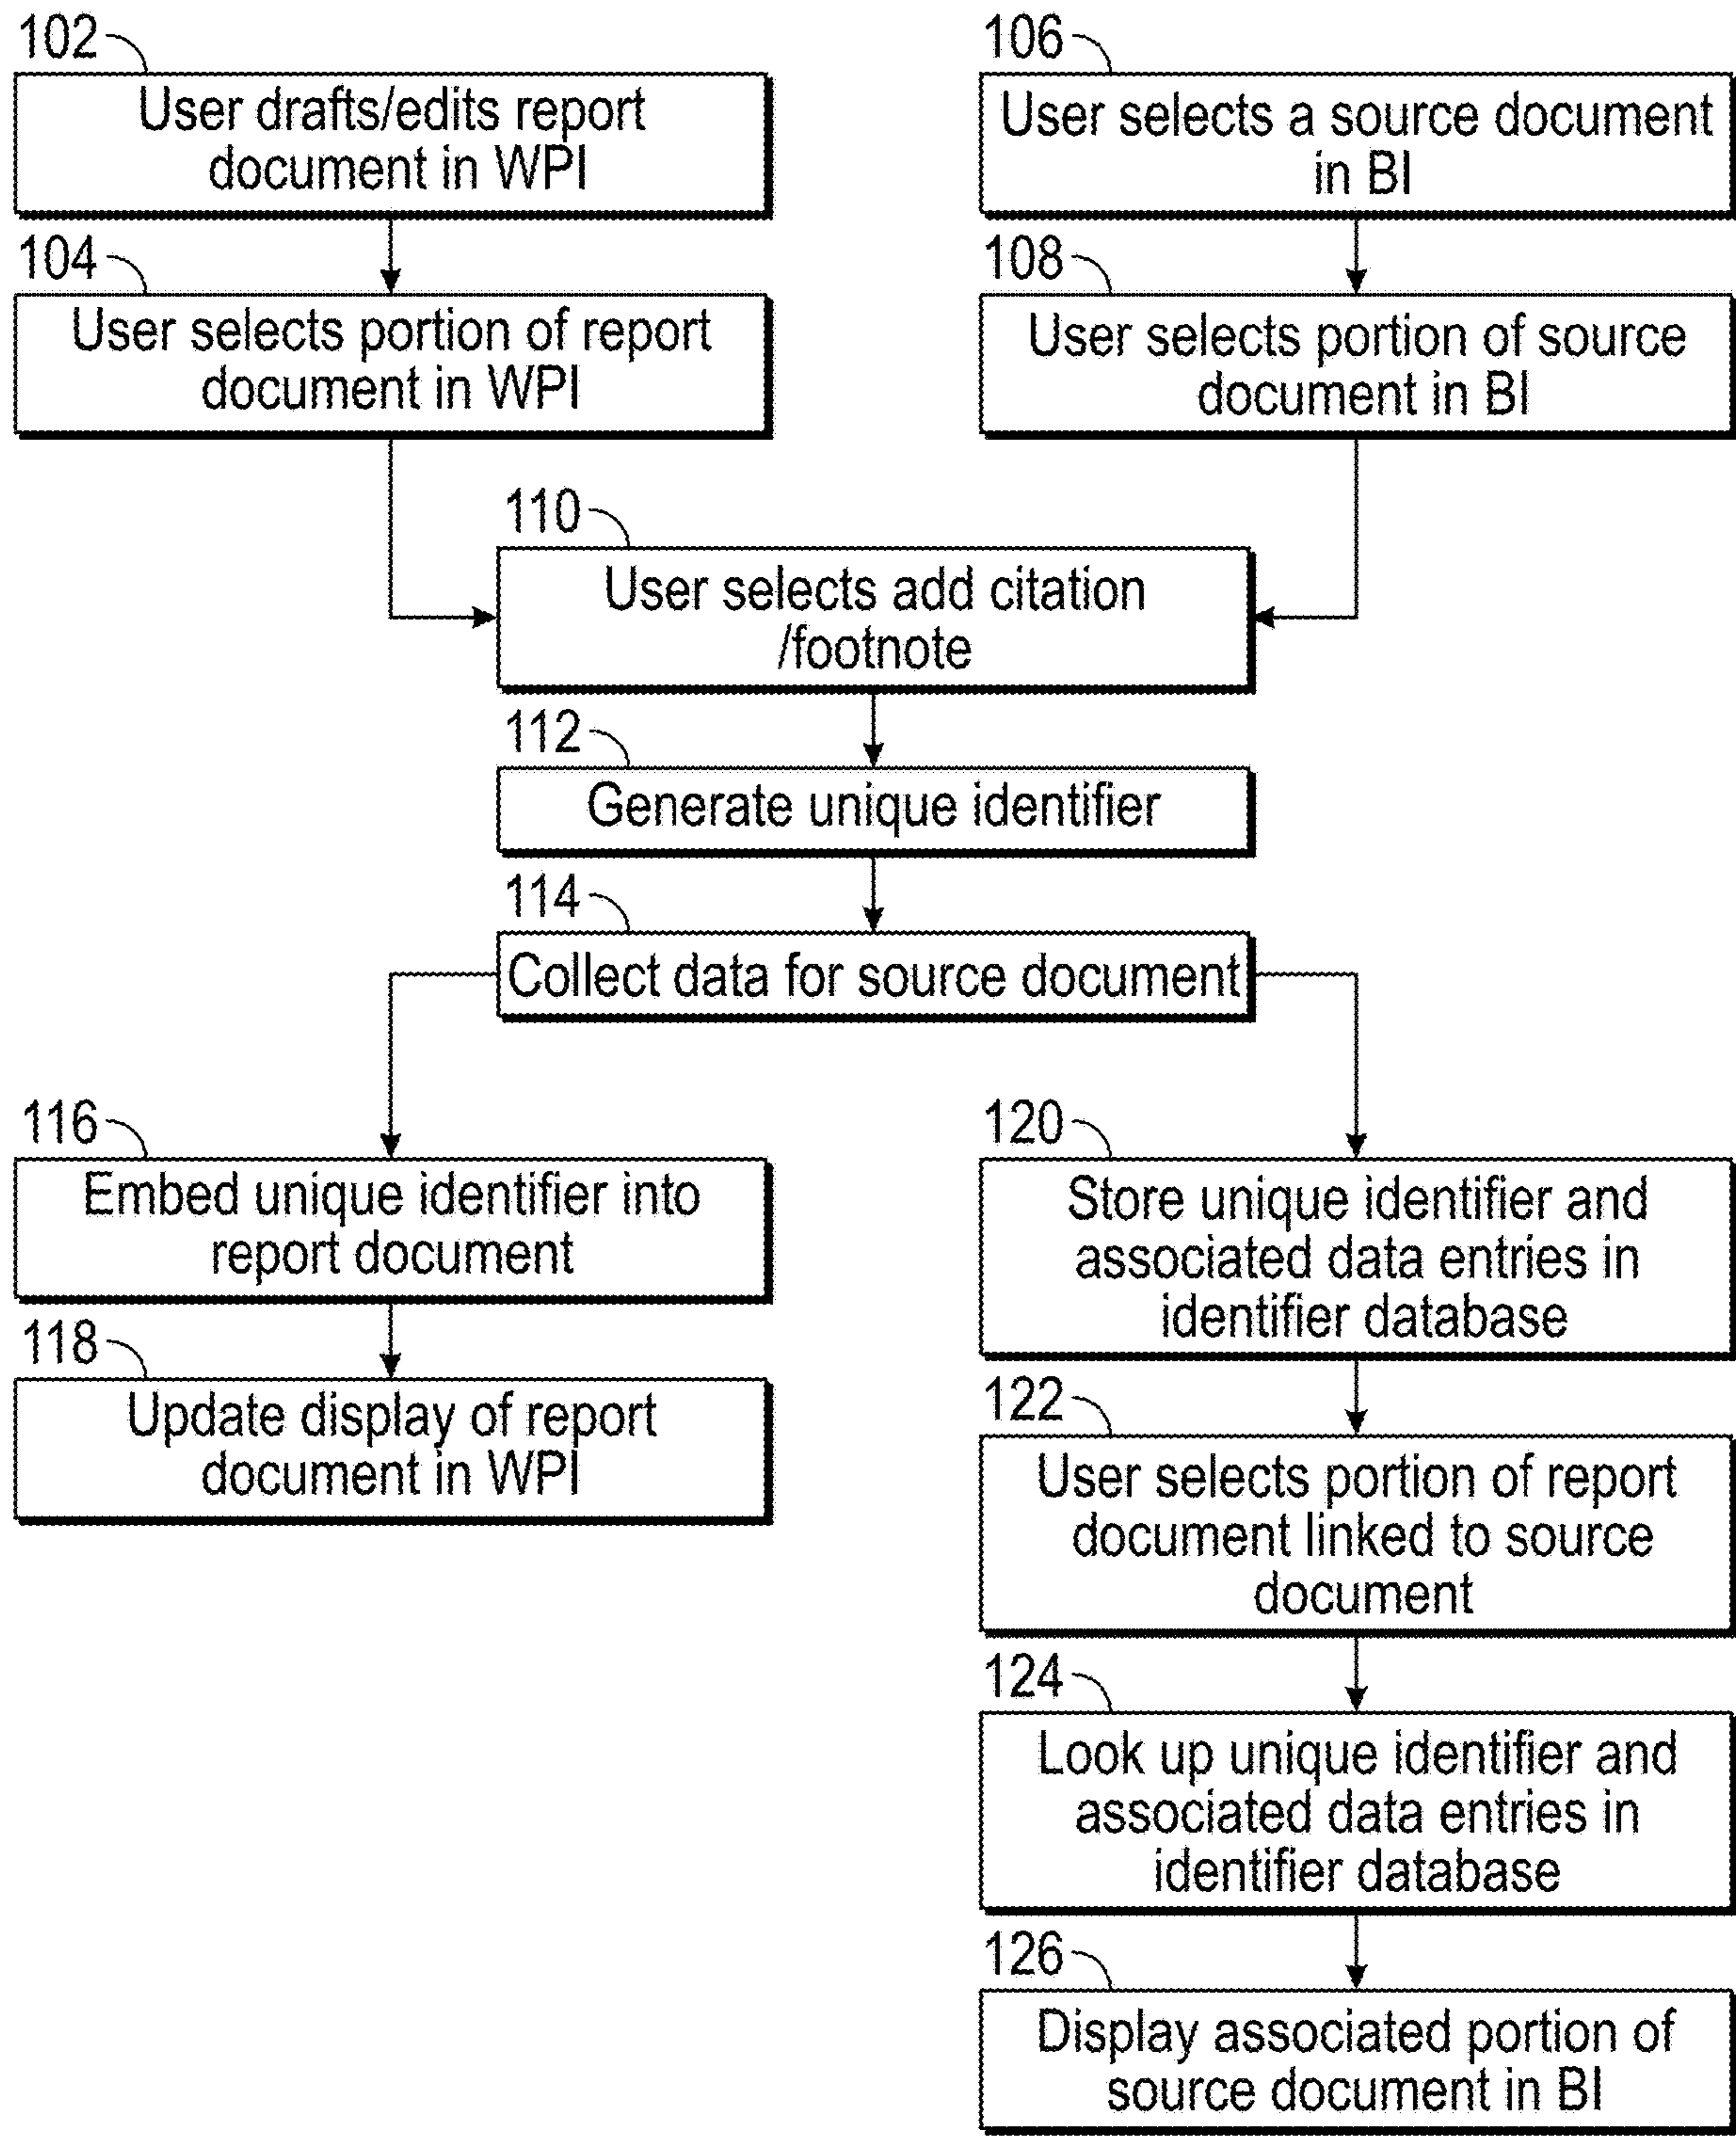 102
User drafts/edits report
document in WPI
104
User selects portion of report
document in WPI
106
User selects a source document
in BI
108
User selects portion of source
document in BI
110
User selects add citation
/footnote
112
Generate unique identifier
114
Collect data for source document
116
Embed unique identifier into
report document
118
Update display of report
document in WPI
120
Store unique identifier and
associated data entries in
identifier database
122
User selects portion of report
document linked to source
document
124
Look up unique identifier and
associated data entries in
identifier database
126
Display associated portion of
source document in BI